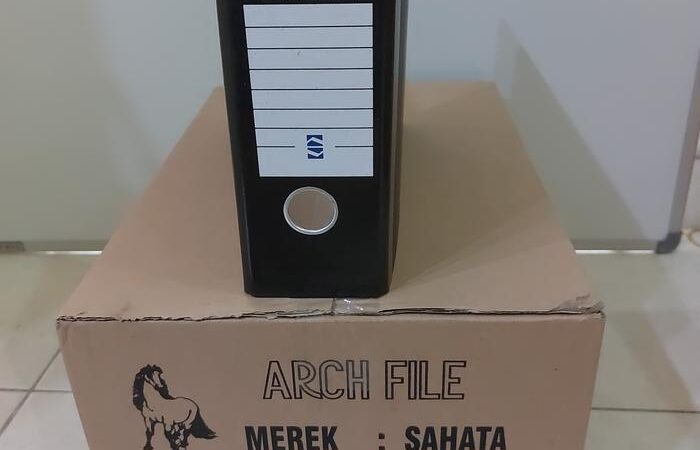 ARCH FILE
MEREK : SAHATA